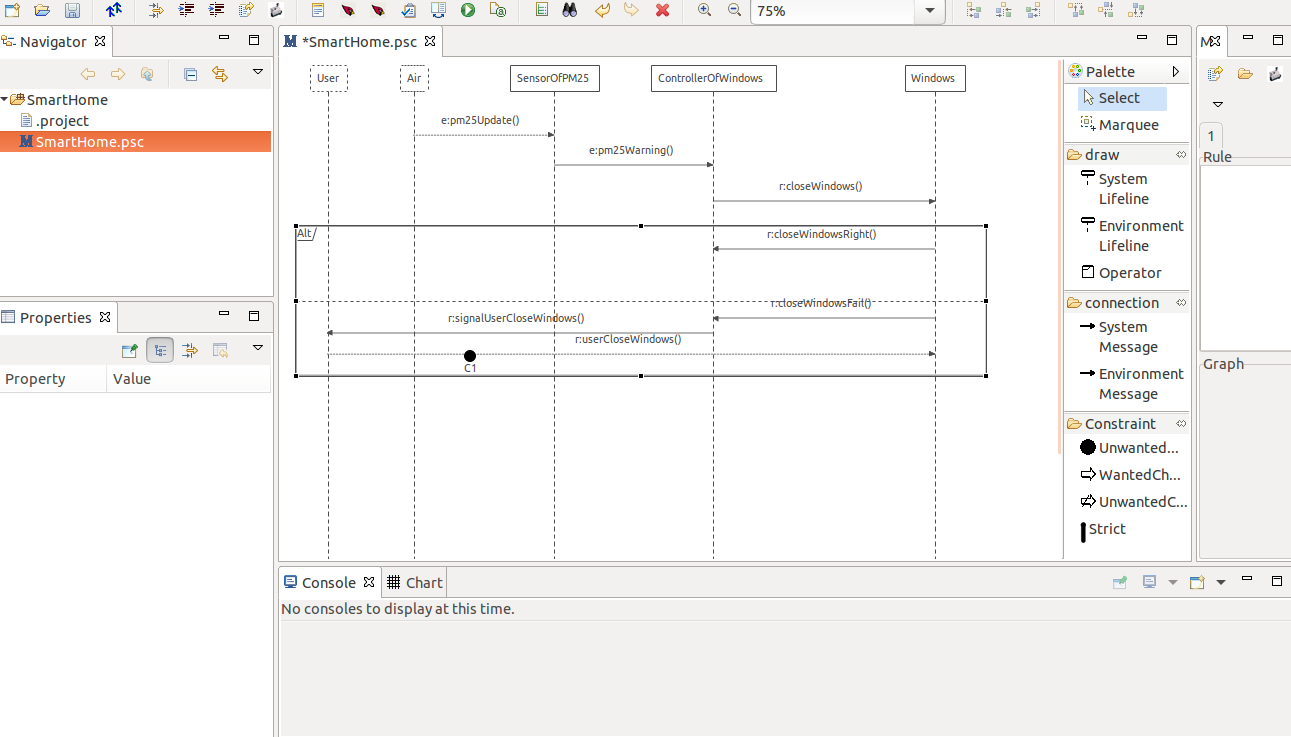 75%
Navigator
SmartHome
.project
SmartHome.psc
Properties
Property Value
*SmartHome.psc
User
Air
SensorOfPM25
ControllerOfWindows
Windows
e:pm25Update()
e:pm25Warning()
r:closeWindows()
Alt
r:closeWindowsRight()
r:closeWindowsFail()
r:signalUserCloseWindows()
r:userCloseWindows()
C1
Palette
Select
Marquee
draw
System
Lifeline
Environment
Lifeline
Operator
connection
System
Message
Environment
Message
Constraint
Unwanted...
WantedCh...
UnwantedC...
Strict
M
1
Rule
Graph
Console
Chart
No consoles to display at this time.